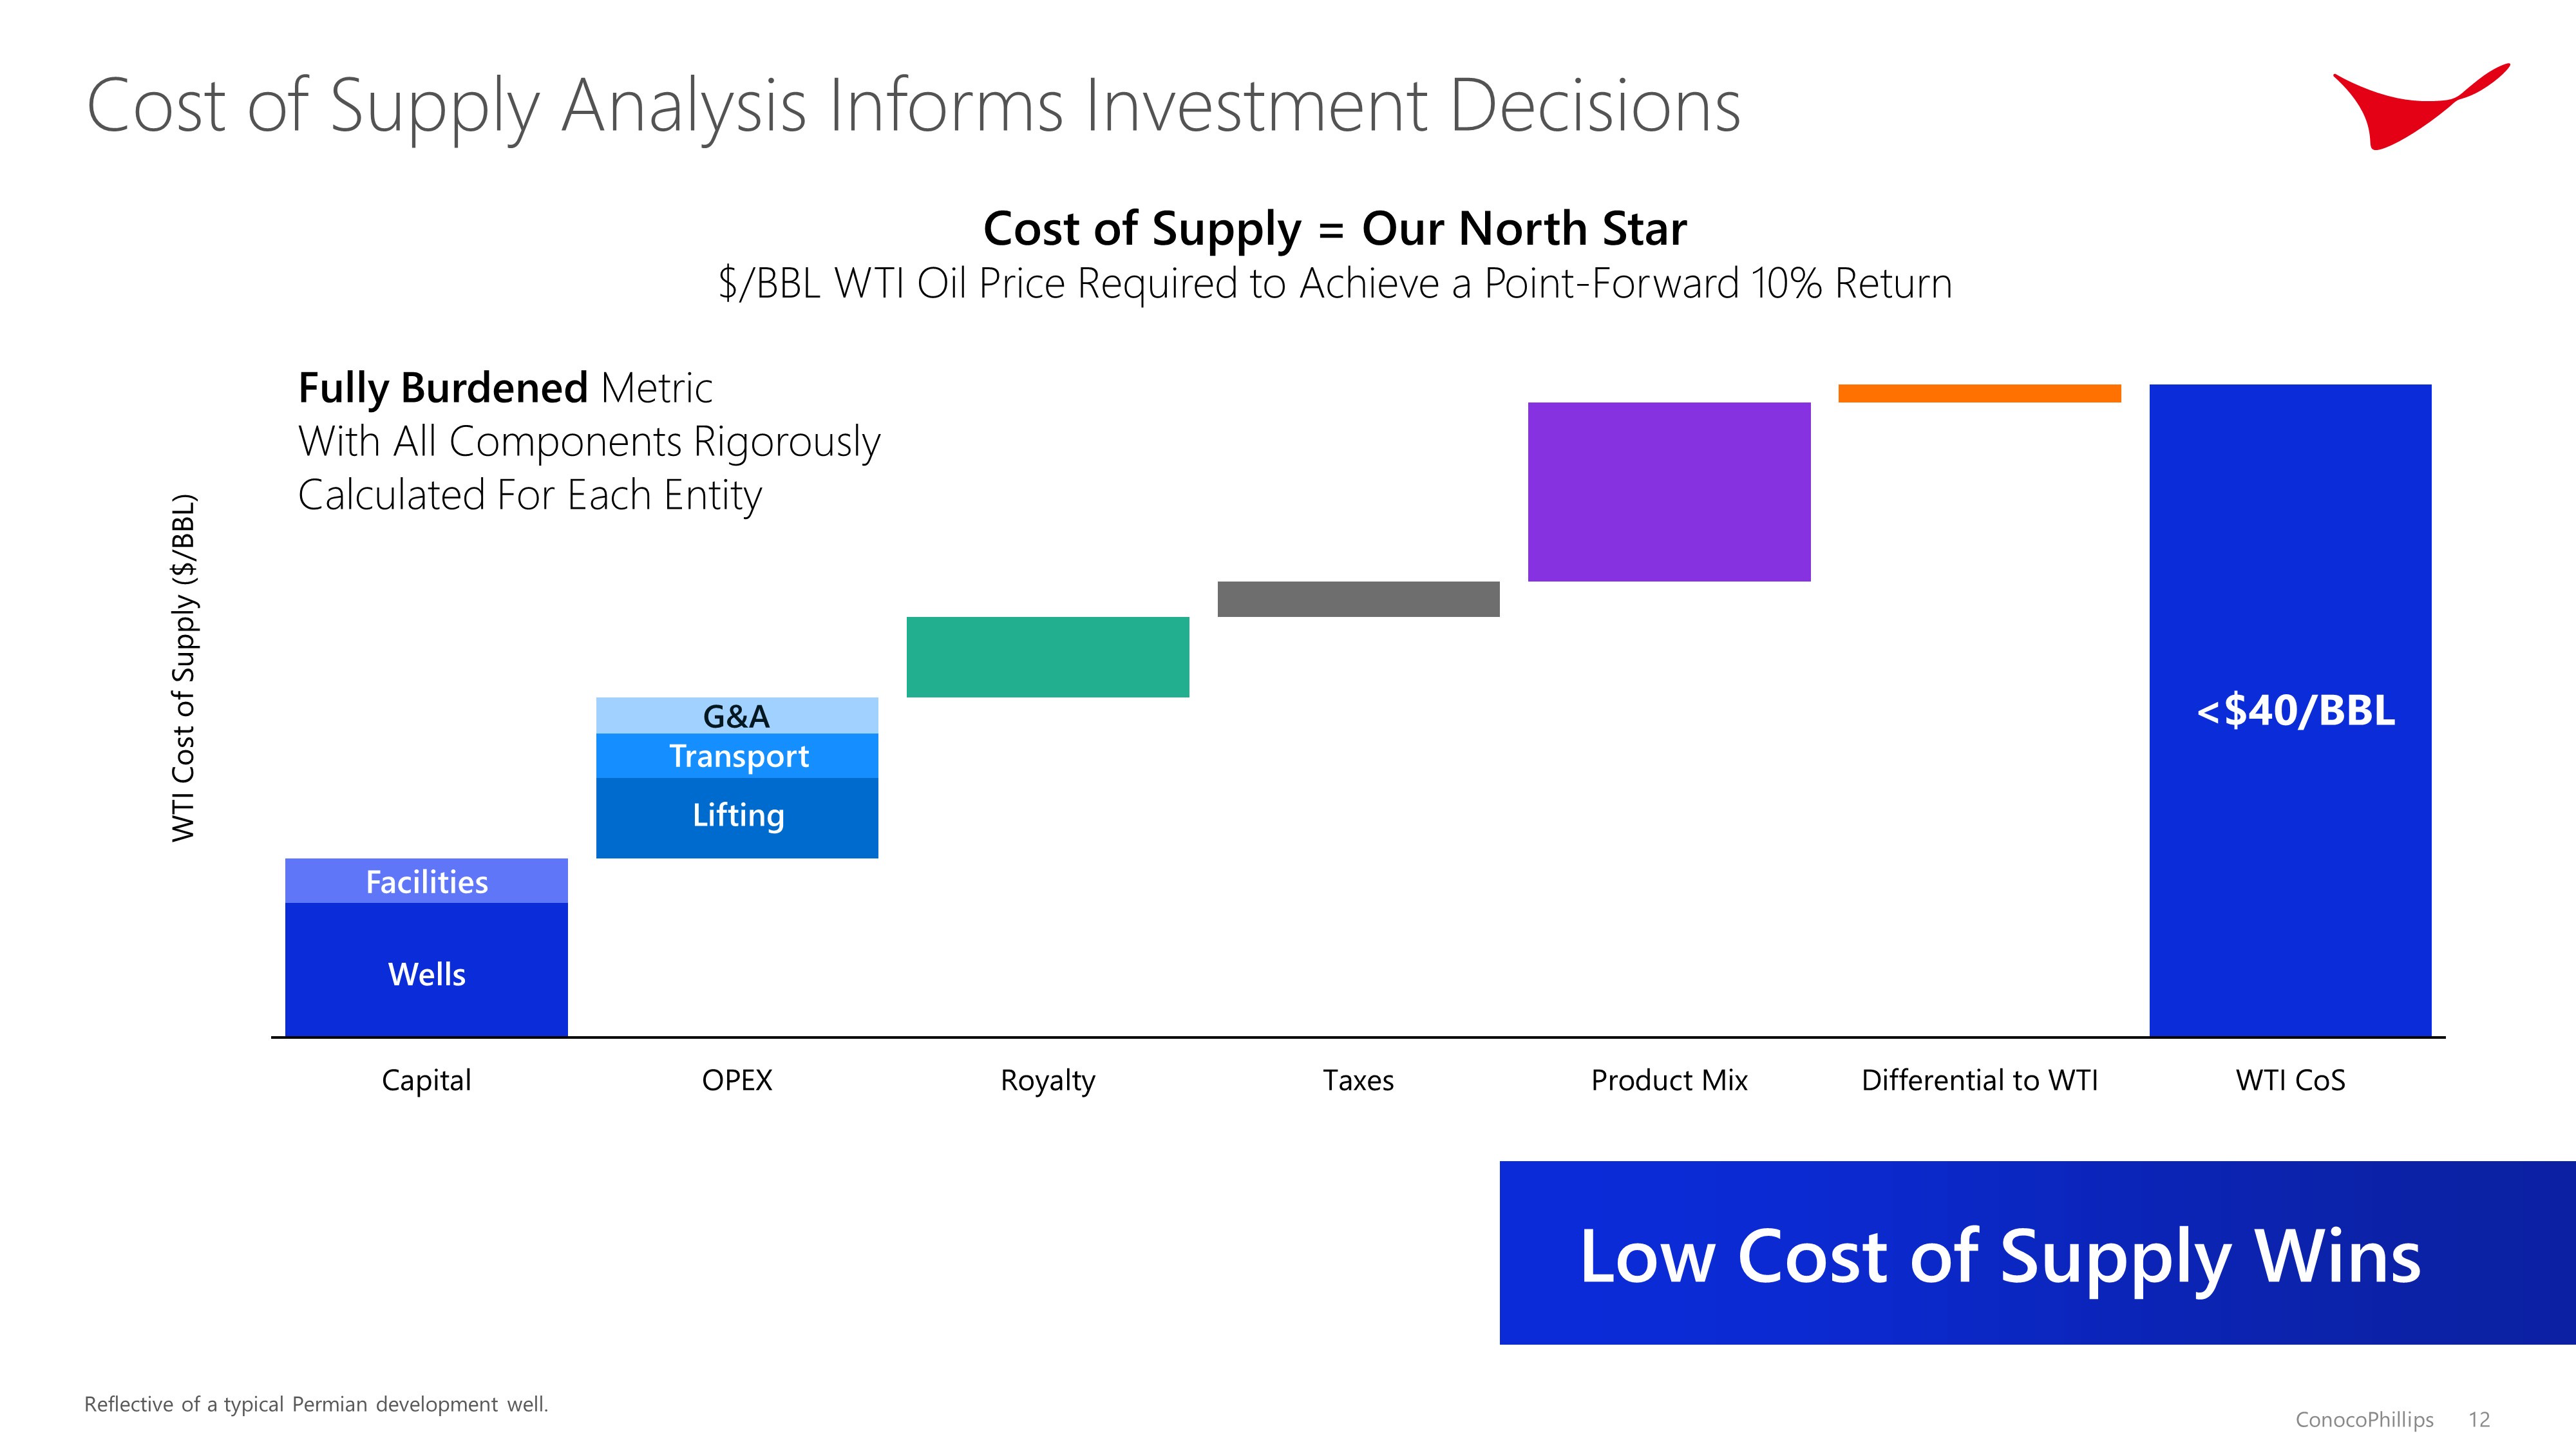 Cost of Supply Analysis Informs Investment Decisions
Cost of Supply = Our North Star
$/BBL WTI Oil Price Required to Achieve a Point-Forward 10% Return
Fully Burdened Metric
With All Components Rigorously
Calculated For Each Entity
WTI Cost of Supply ($/BBL)
G&A
Transport
Lifting
Facilities
Wells
<$40/BBL
Capital
OPEX
Royalty
Taxes
Product Mix
Differential to WTI
WTI CoS
Low Cost of Supply Wins
Reflective of a typical Permian development well.
ConocoPhillips 12